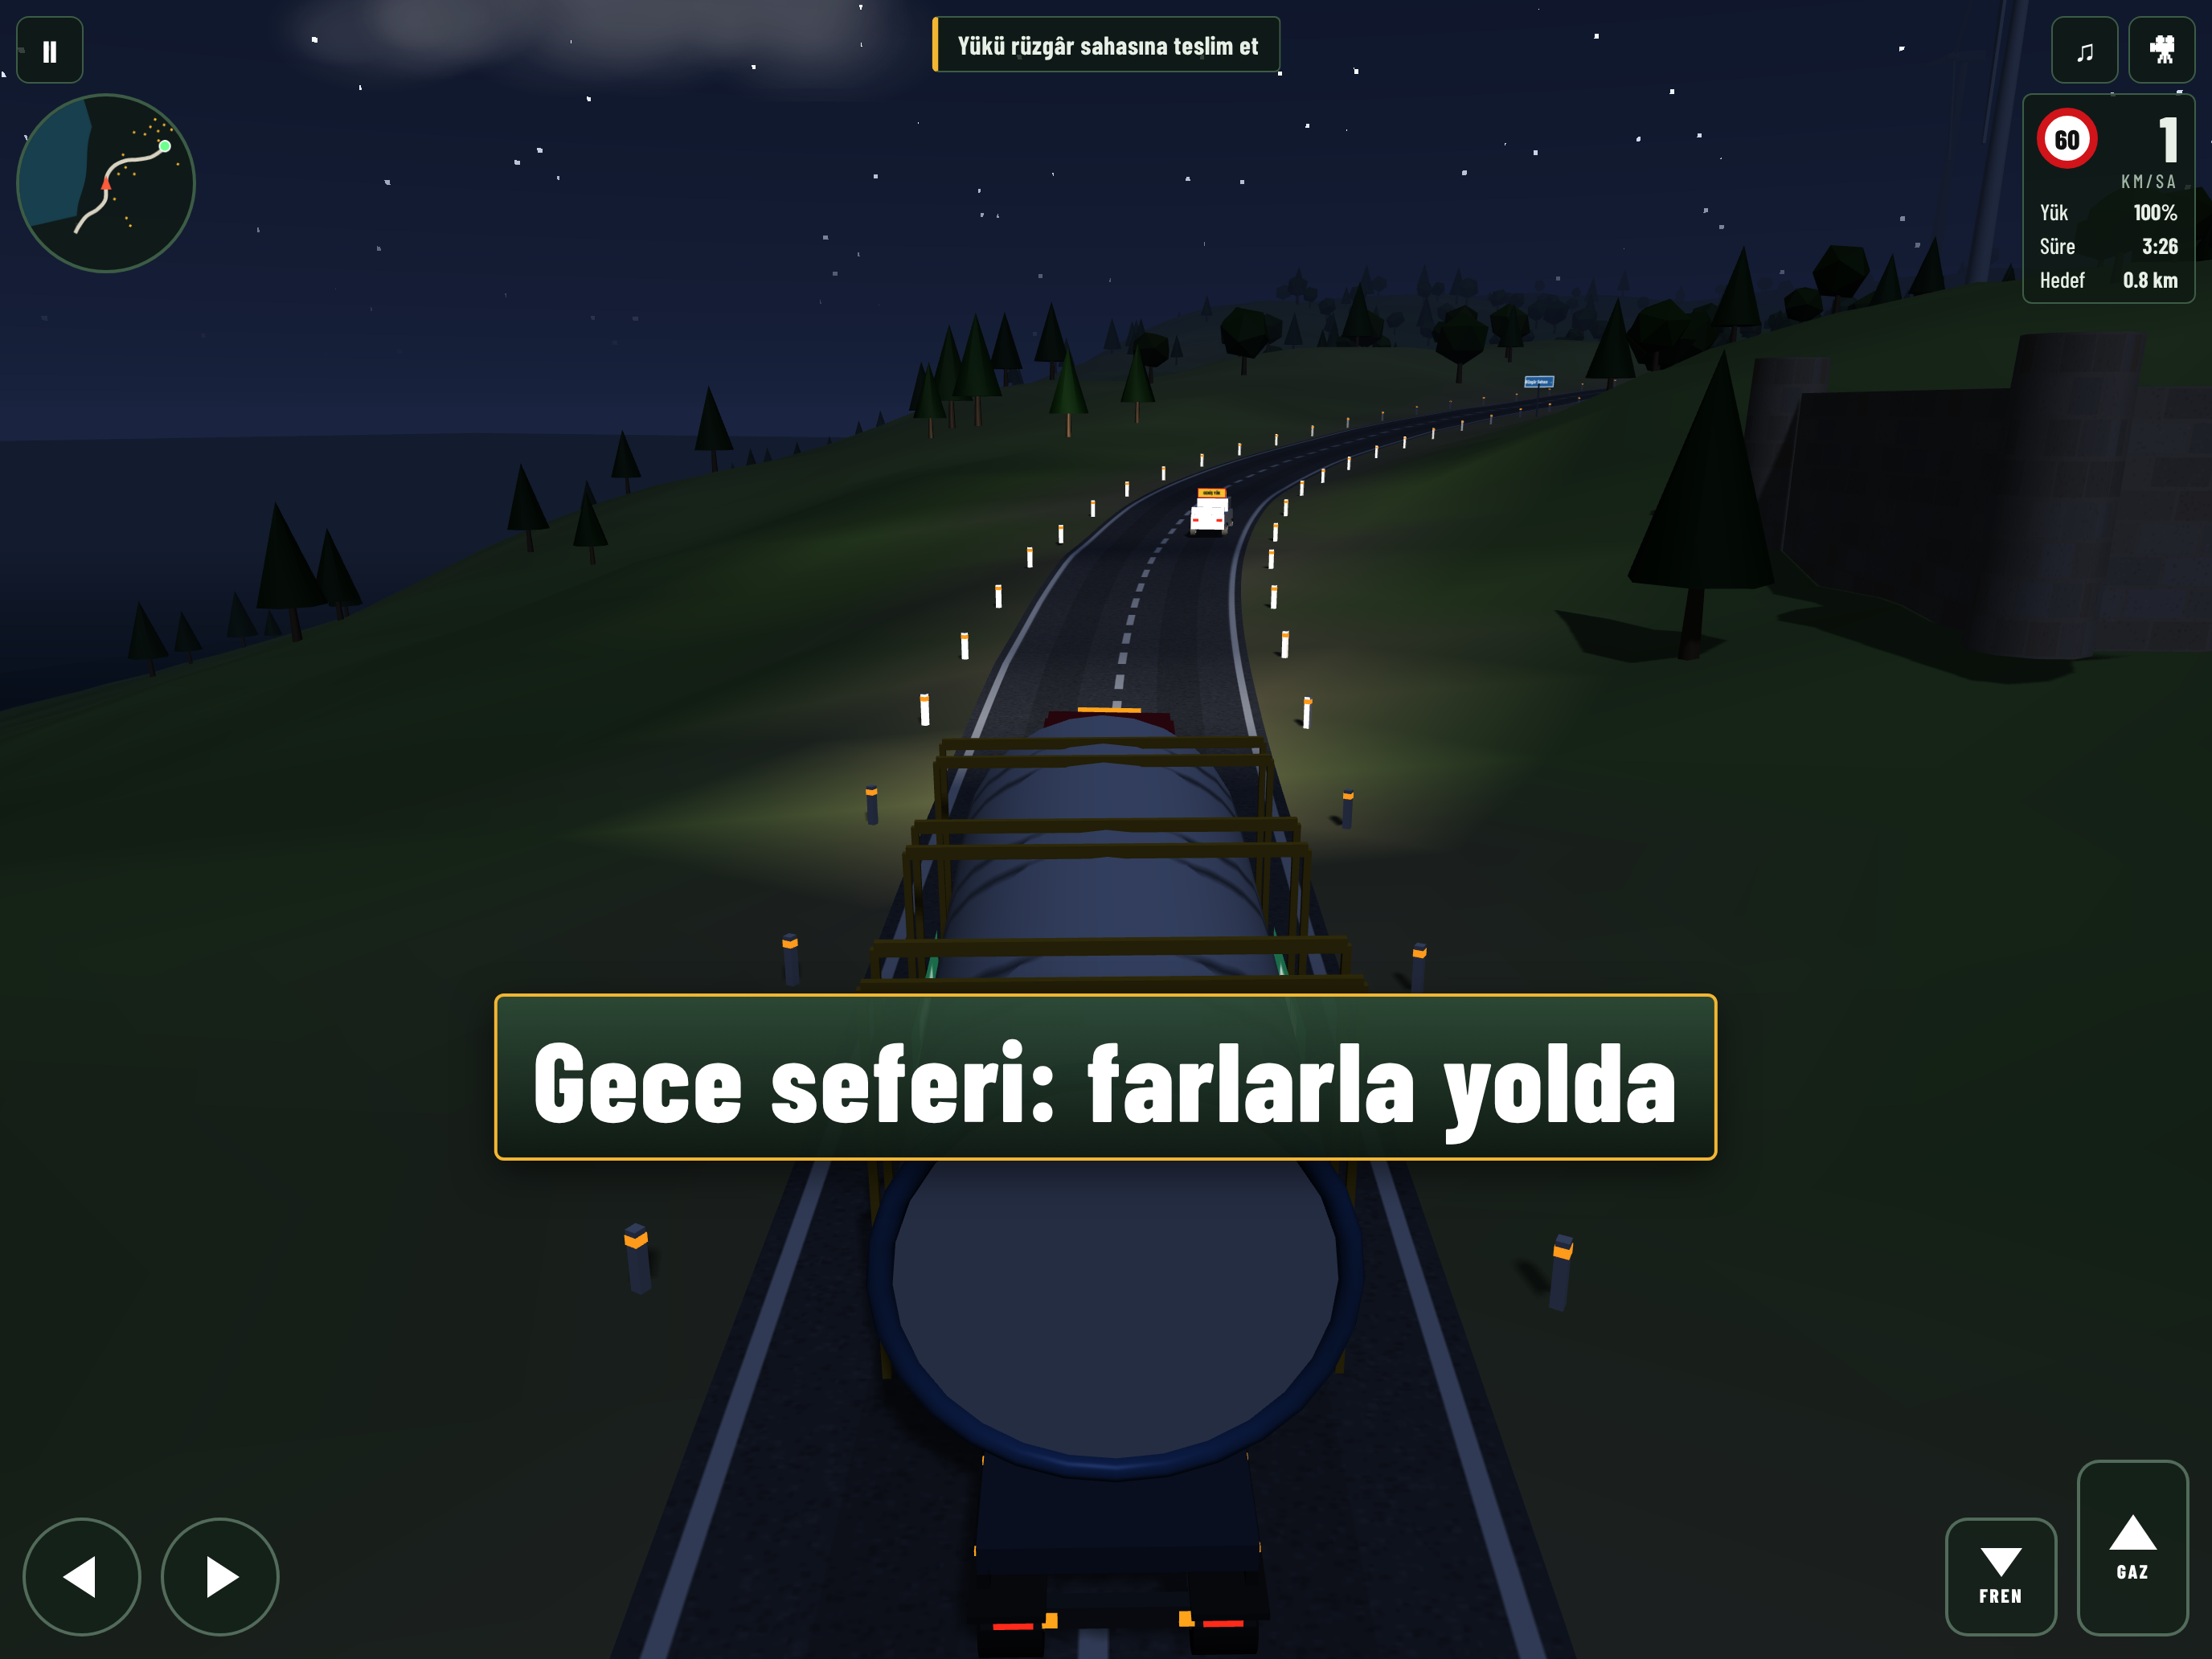 Yükü rüzgâr sahasına teslim et
60
1
KM/SA
Yük 100%
Süre 3:26
Hedef 0.8 km
Gece seferi: farlarla yolda
FREN
GAZ